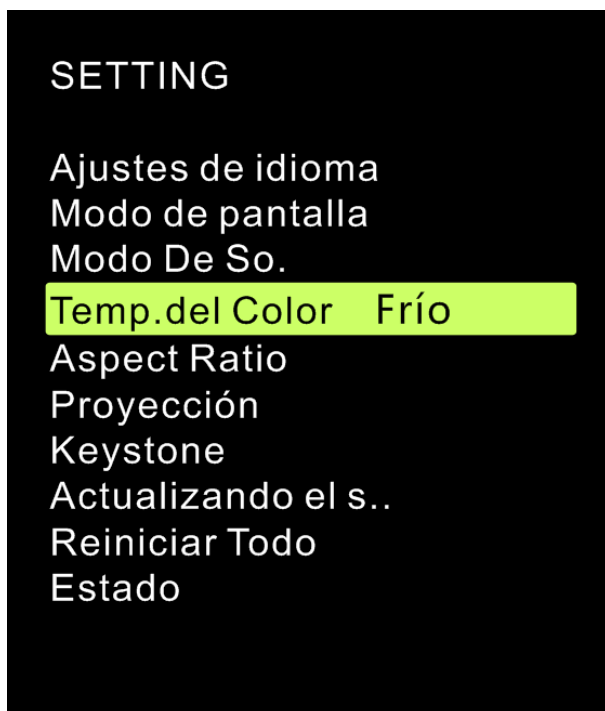 SETTING
Ajustes de idioma
Modo de pantalla
Modo De So.
Temp.del Color Frío
Aspect Ratio
Proyección
Keystone
Actualizando el s..
Reiniciar Todo
Estado